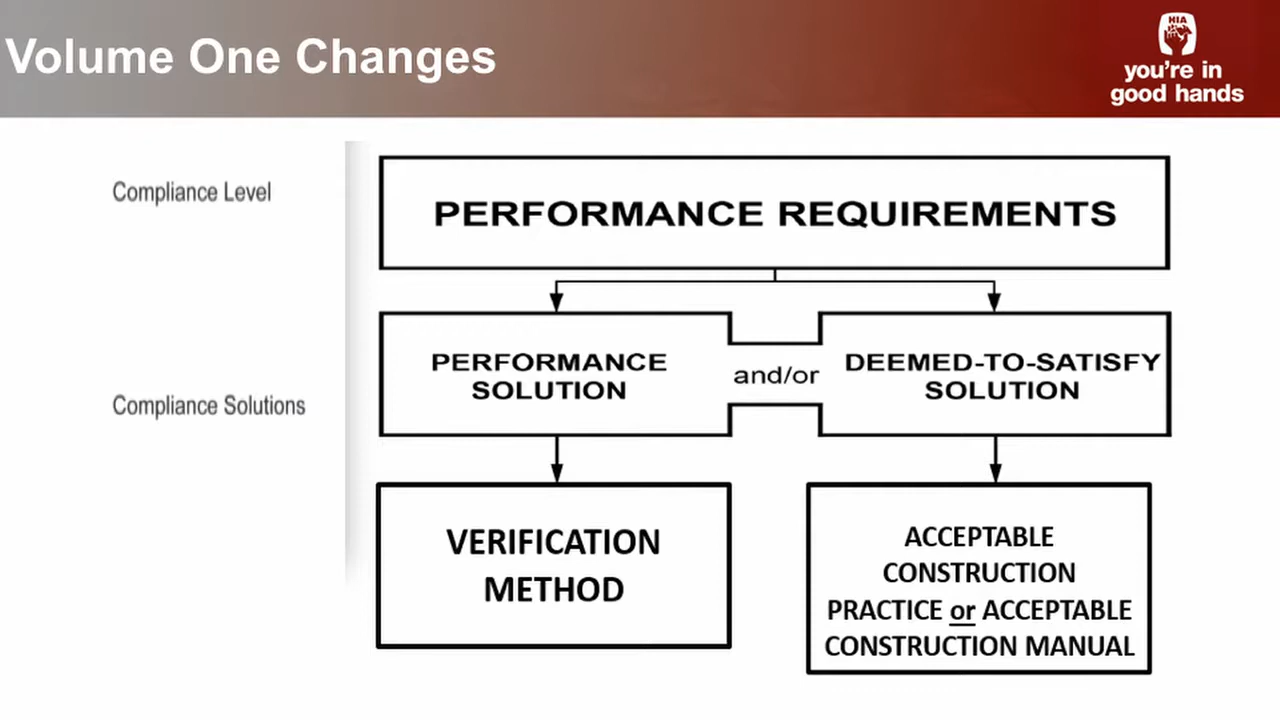 Volume One Changes
HIA
you're in
good hands
Compliance Level
PERFORMANCE REQUIREMENTS
Compliance Solutions
PERFORMANCE
SOLUTION
and/or
DEEMED-TO-SATISFY
SOLUTION
VERIFICATION
METHOD
ACCEPTABLE
CONSTRUCTION
PRACTICE or ACCEPTABLE
CONSTRUCTION MANUAL